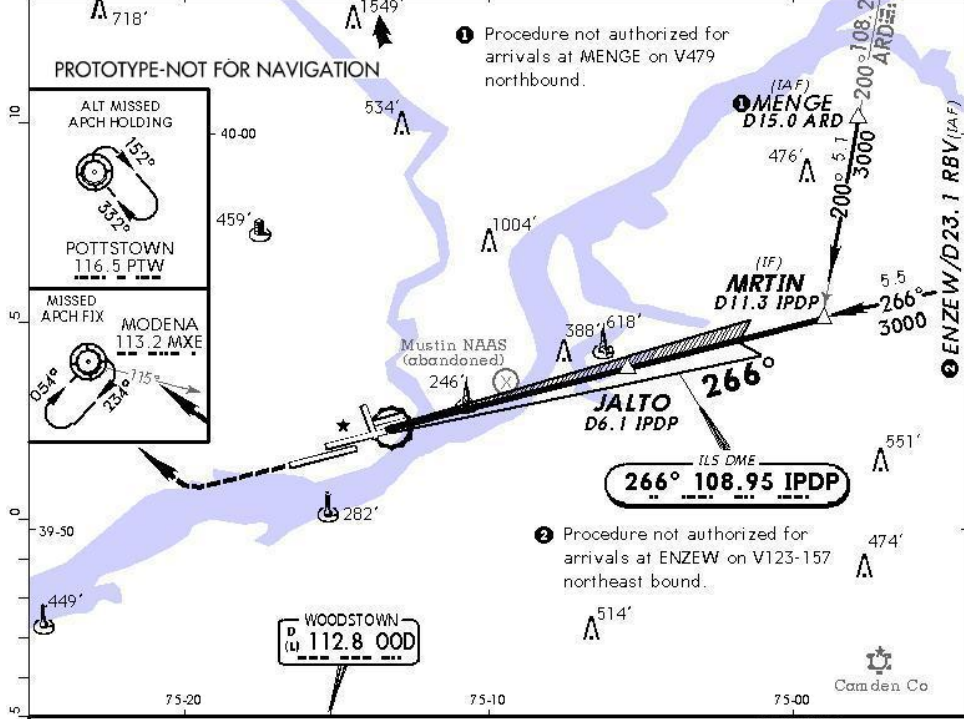 718'
1549'
PROTOTYPE-NOT FOR NAVIGATION
1 Procedure not authorized for
arrivals at MENGE on V479
northbound.
108.2
ARD
200°
(IAF)
1 MENGE
D15.0 ARD
200° 5.1
3000
2 ENZEW/D23.1 RBV(IAF)
10
ALT MISSED
APCH HOLDING
152°
332°
POTTSTOWN
116.5 PTW
40-00
534'
476'
459'
1004'
MISSED
APCH FIX
MODENA
113.2 MXE
054°
234°
115°
5
(IF)
MRTIN
D11.3 IPDP
5.5
266°
3000
Mustin NAAS
(abandoned)
X
246'
388'
618'
266°
JALTO
D6.1 IPDP
ILS DME
266° 108.95 IPDP
551'
282'
0
39-50
2 Procedure not authorized for
arrivals at ENZEW on V123-157
northeast bound.
474'
449'
514'
WOODSTOWN
D
(L) 112.8 OOD
Camden Co
5
75-20
75-10
75-00